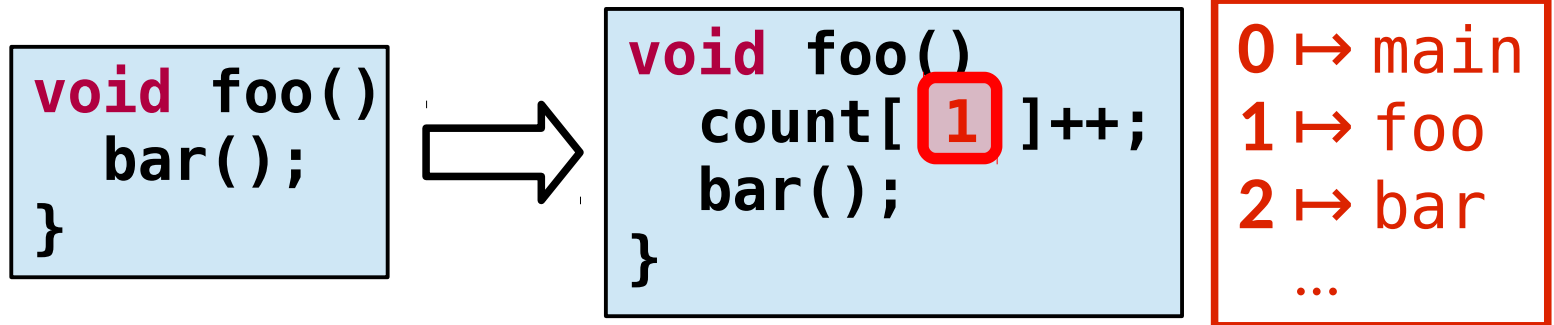 void foo()
  bar();
}
void foo()
  count[ 1 ]++;
  bar();
}
0 ↦ main
1 ↦ foo
2 ↦ bar
...